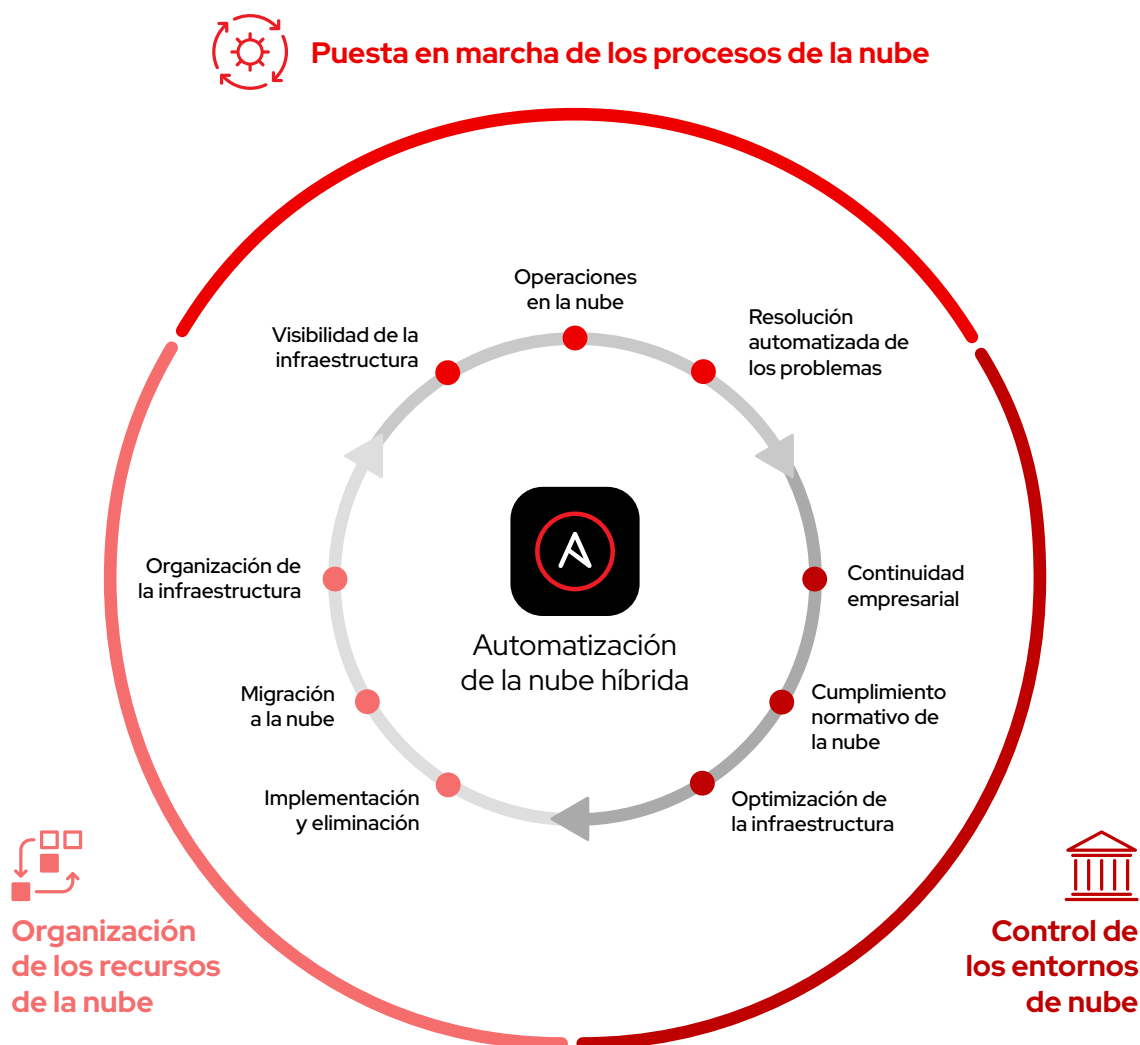 Puesta en marcha de los procesos de la nube
Operaciones
en la nube
Visibilidad de la
infraestructura
Resolución
automatizada de
los problemas
Organización de
la infraestructura
Continuidad
empresarial
Automatización
de la nube híbrida
Migración
a la nube
Cumplimiento
normativo de
la nube
Implementación
y eliminación
Optimización de
la infraestructura
Organización
de los recursos
de la nube
Control de
los entornos
de nube